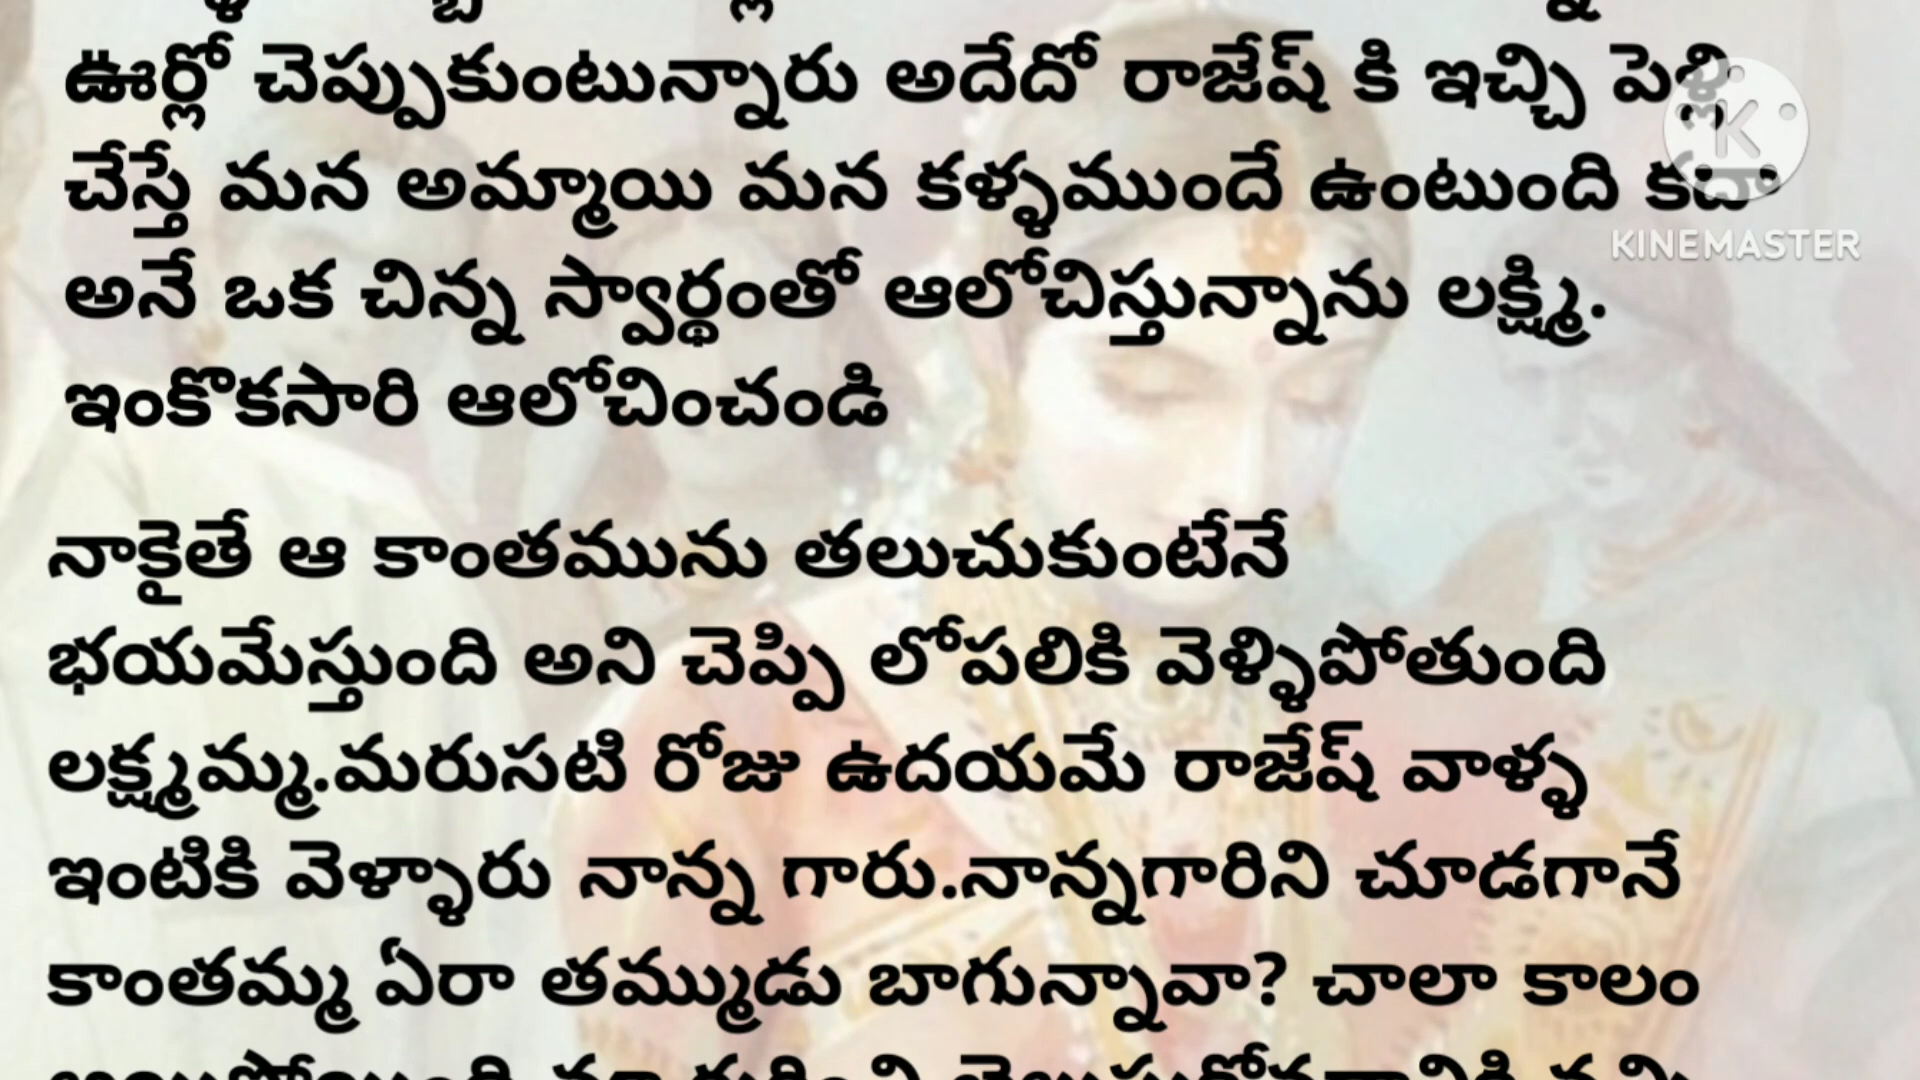 ఊర్లో చెప్పుకుంటున్నారు అదేదో రాజేష్ కి ఇచ్చి పెళ్లి
చేస్తే మన అమ్మాయి మన కళ్ళముందే ఉంటుంది కదా
అనే ఒక చిన్న స్వార్థంతో ఆలోచిస్తున్నాను లక్ష్మి.
ఇంకొకసారి ఆలోచించండి
నాకైతే ఆ కాంతమును తలుచుకుంటేనే
భయమేస్తుంది అని చెప్పి లోపలికి వెళ్ళిపోతుంది
లక్ష్మమ్మ.మరుసటి రోజు ఉదయమే రాజేష్ వాళ్ళ
ఇంటికి వెళ్ళారు నాన్న గారు.నాన్నగారిని చూడగానే
కాంతమ్మ ఏరా తమ్ముడు బాగున్నావా? చాలా కాలం
KINEMASTER